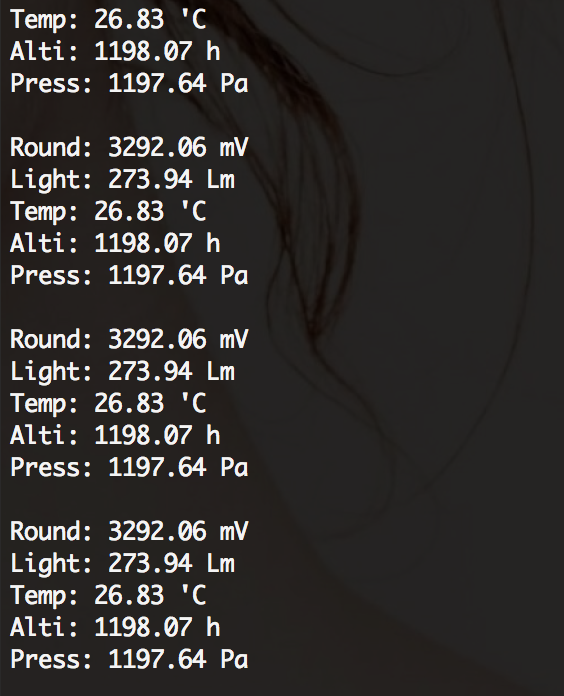 Temp: 26.83 'C
Alti: 1198.07 h
Press: 1197.64 Pa
Round: 3292.06 mV
Light: 273.94 Lm
Temp: 26.83 'C
Alti: 1198.07 h
Press: 1197.64 Pa
Round: 3292.06 mV
Light: 273.94 Lm
Temp: 26.83 'C
Alti: 1198.07 h
Press: 1197.64 Pa
Round: 3292.06 mV
Light: 273.94 Lm
Temp: 26.83 'C
Alti: 1198.07 h
Press: 1197.64 Pa